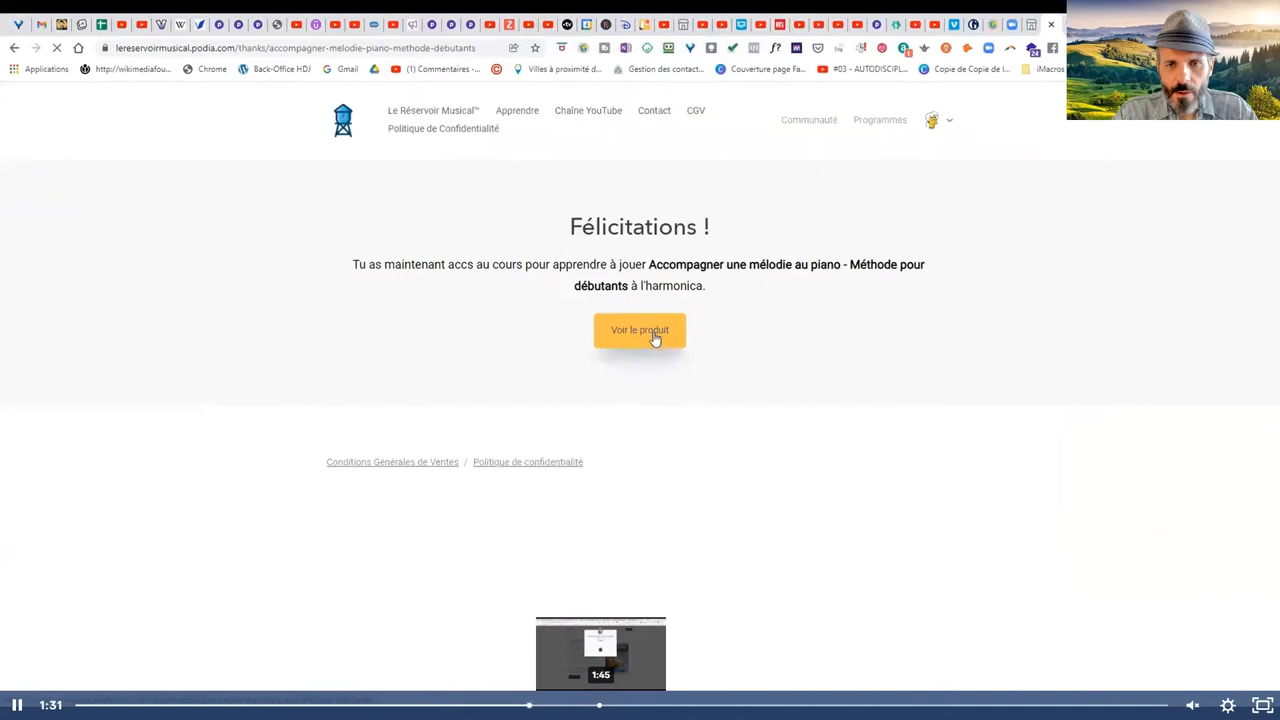 lereservoirmusical.podia.com/thanks/accompagner-melodie-piano-methode-debutants
Applications http://wikimediafou... Chrome Back-Office HDJ Gmail (1) Commentaires -... Villes à proximité d... Gestion des contact... Couverture page Fa... #03 - AUTODISCIPL... Copie de Copie de l... iMacros
Le Réservoir Musical™ Apprendre Chaîne YouTube Contact CGV
Politique de Confidentialité
Communauté Programmes
Félicitations !
Tu as maintenant accs au cours pour apprendre à jouer Accompagner une mélodie au piano - Méthode pour
débutants à l'harmonica.
Voir le produit
Conditions Générales de Ventes / Politique de confidentialité
1:45
1:31